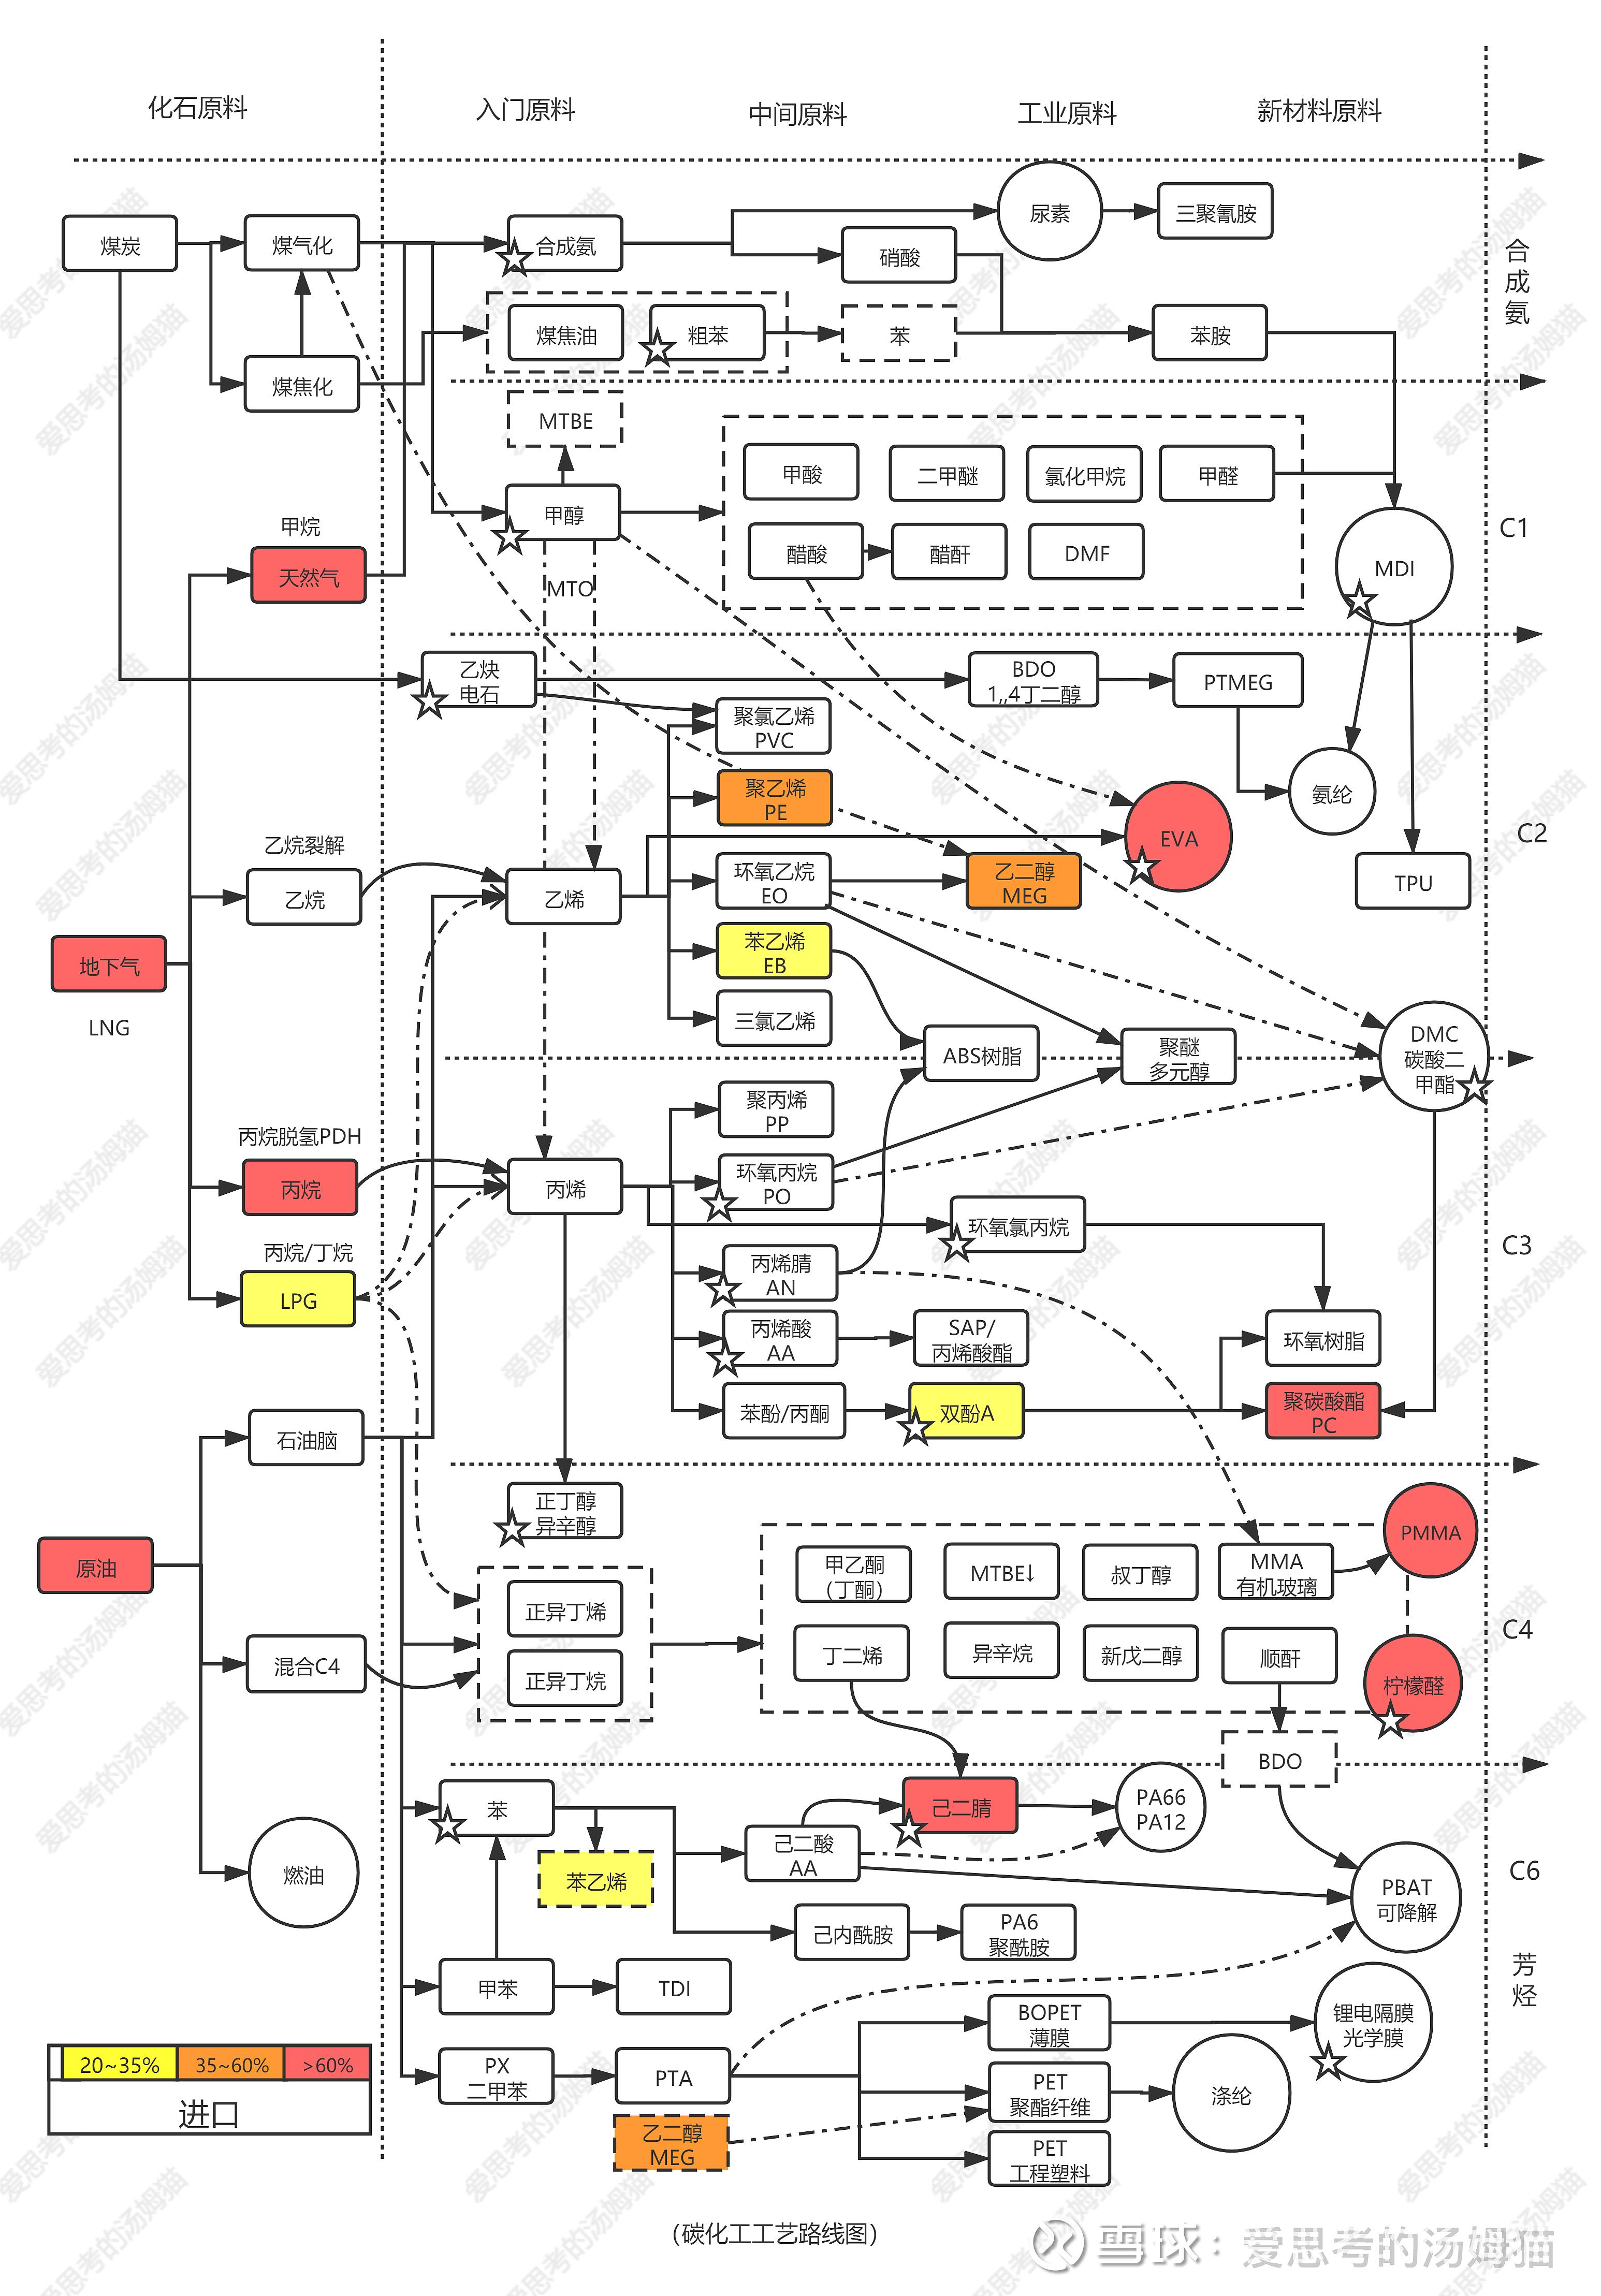 化石原料
入门原料
中间原料
工业原料
新材料原料
煤炭
煤气化
合成氨
尿素
三聚氰胺
硝酸
煤焦油
粗苯
苯
苯胺
煤焦化
合成氨
MTBE
甲醇
甲酸
二甲醚
氯化甲烷
甲醛
醋酸
醋酐
DMF
MDI
C1
甲烷
天然气
MTO
乙炔
电石
BDO
1,,4丁二醇
PTMEG
聚氯乙烯
PVC
聚乙烯
PE
氨纶
EVA
TPU
C2
乙烷裂解
乙烷
乙烯
环氧乙烷
EO
乙二醇
MEG
苯乙烯
EB
三氯乙烯
地下气
LNG
ABS树脂
聚醚
多元醇
DMC
碳酸二
甲酯
聚丙烯
PP
丙烷脱氢PDH
丙烷
丙烯
环氧丙烷
PO
环氧氯丙烷
丙烷/丁烷
LPG
丙烯腈
AN
丙烯酸
AA
SAP/
丙烯酸酯
环氧树脂
苯酚/丙酮
双酚A
聚碳酸酯
PC
C3
石油脑
正丁醇
异辛醇
原油
甲乙酮
(丁酮)
MTBE↓
叔丁醇
MMA
有机玻璃
PMMA
正异丁烯
正异丁烷
混合C4
丁二烯
异辛烷
新戊二醇
顺酐
柠檬醛
C4
BDO
苯
苯乙烯
己二酸
AA
己二腈
PA66
PA12
燃油
己内酰胺
PA6
聚酰胺
PBAT
可降解
C6
甲苯
TDI
芳烃
BOPET
薄膜
锂电隔膜
光学膜
PX
二甲苯
PTA
PET
聚酯纤维
涤纶
乙二醇
MEG
PET
工程塑料
20~35%
35~60%
>60%
进口
(碳化工工艺路线图)
雪球：爱思考的汤姆猫
爱思考的汤姆猫